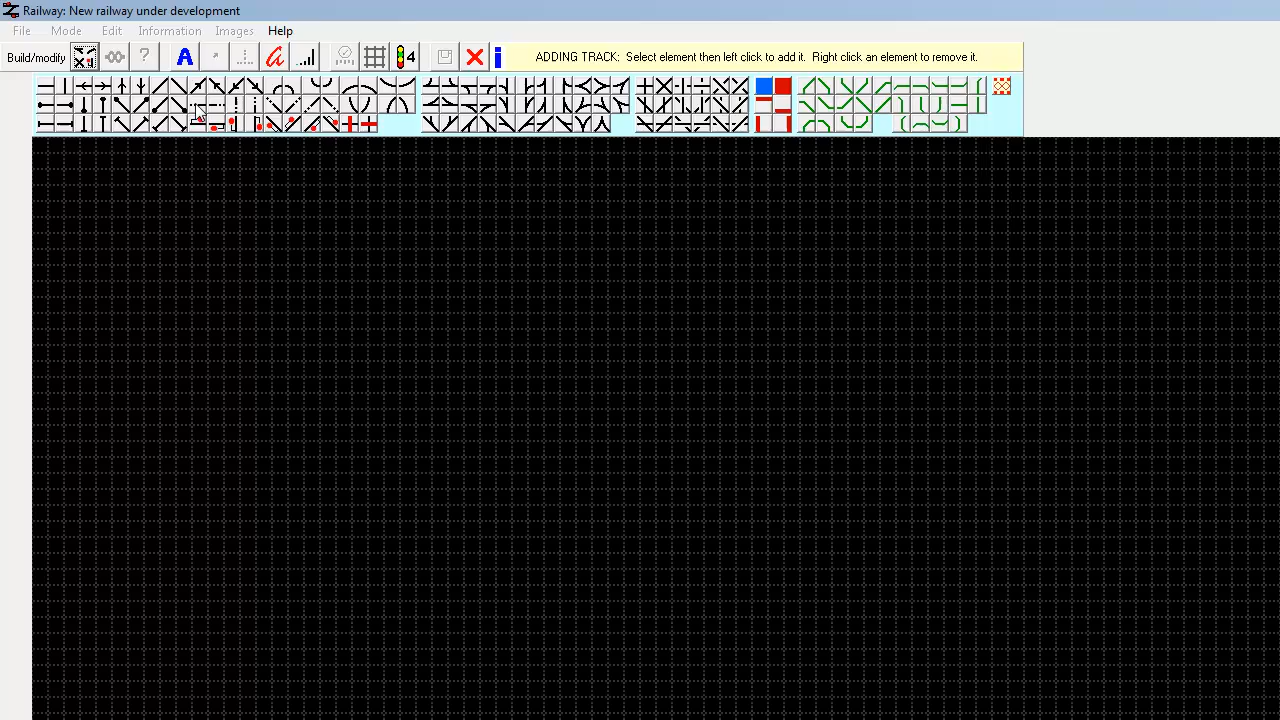 Railway: New railway under development
File Mode Edit Information Images Help
Build/modify ? A a 4 ADDING TRACK: Select element then left click to add it. Right click an element to remove it.